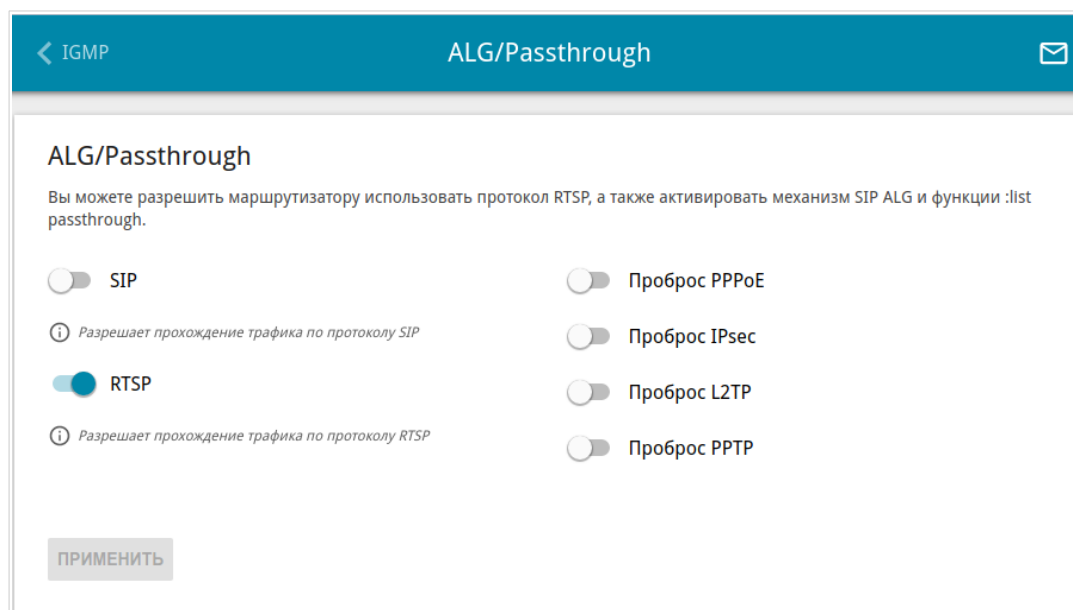 IGMP
ALG/Passthrough
ALG/Passthrough
Вы можете разрешить маршрутизатору использовать протокол RTSP, а также активировать механизм SIP ALG и функции :list
passthrough.
SIP
Разрешает прохождение трафика по протоколу SIP
RTSP
Разрешает прохождение трафика по протоколу RTSP
Проброс PPPoE
Проброс IPsec
Проброс L2TP
Проброс PPTP
ПРИМЕНИТЬ